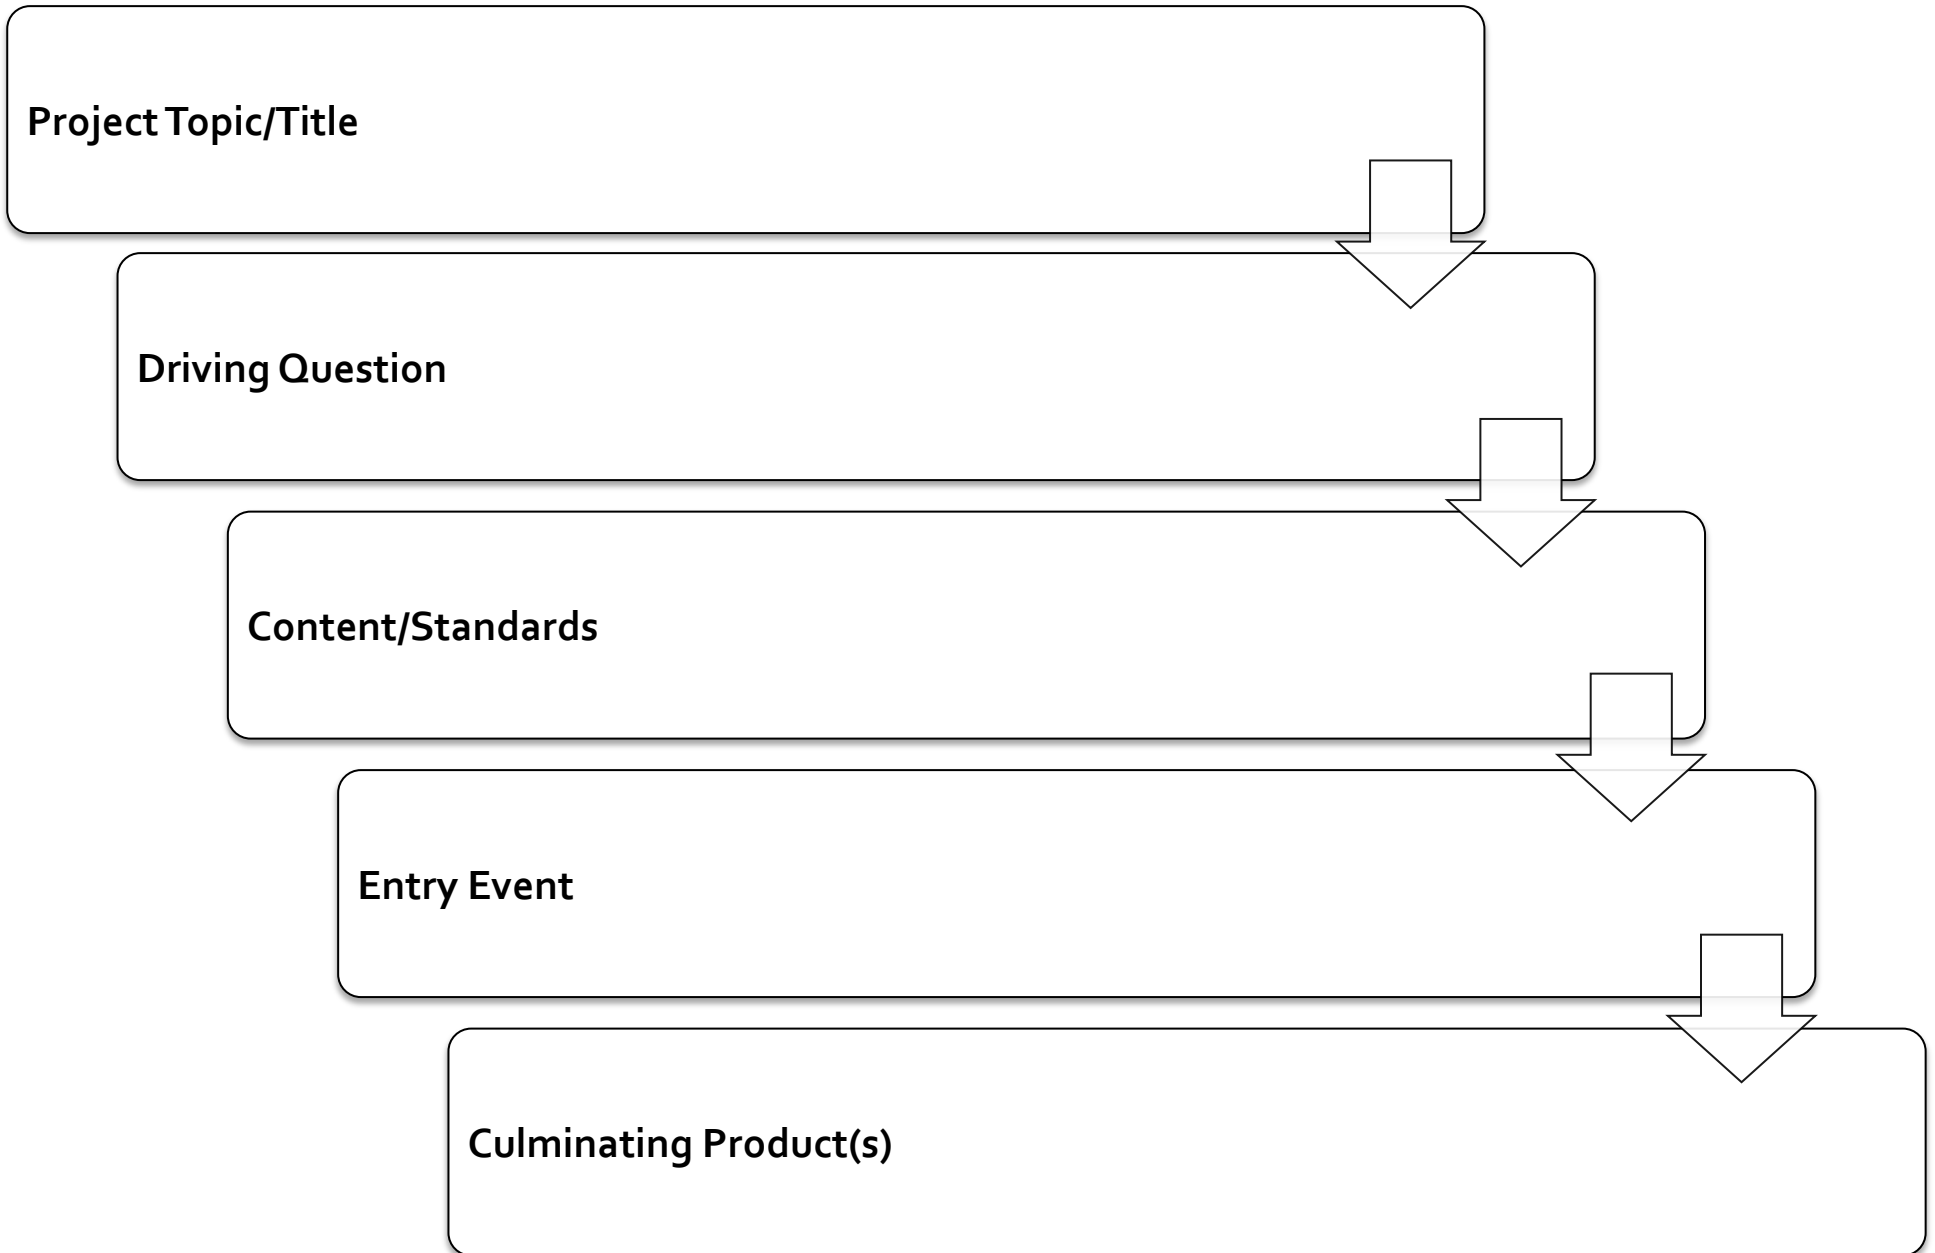 Project Topic/Title
Driving Question
Content/Standards
Entry Event
Culminating Product(s)